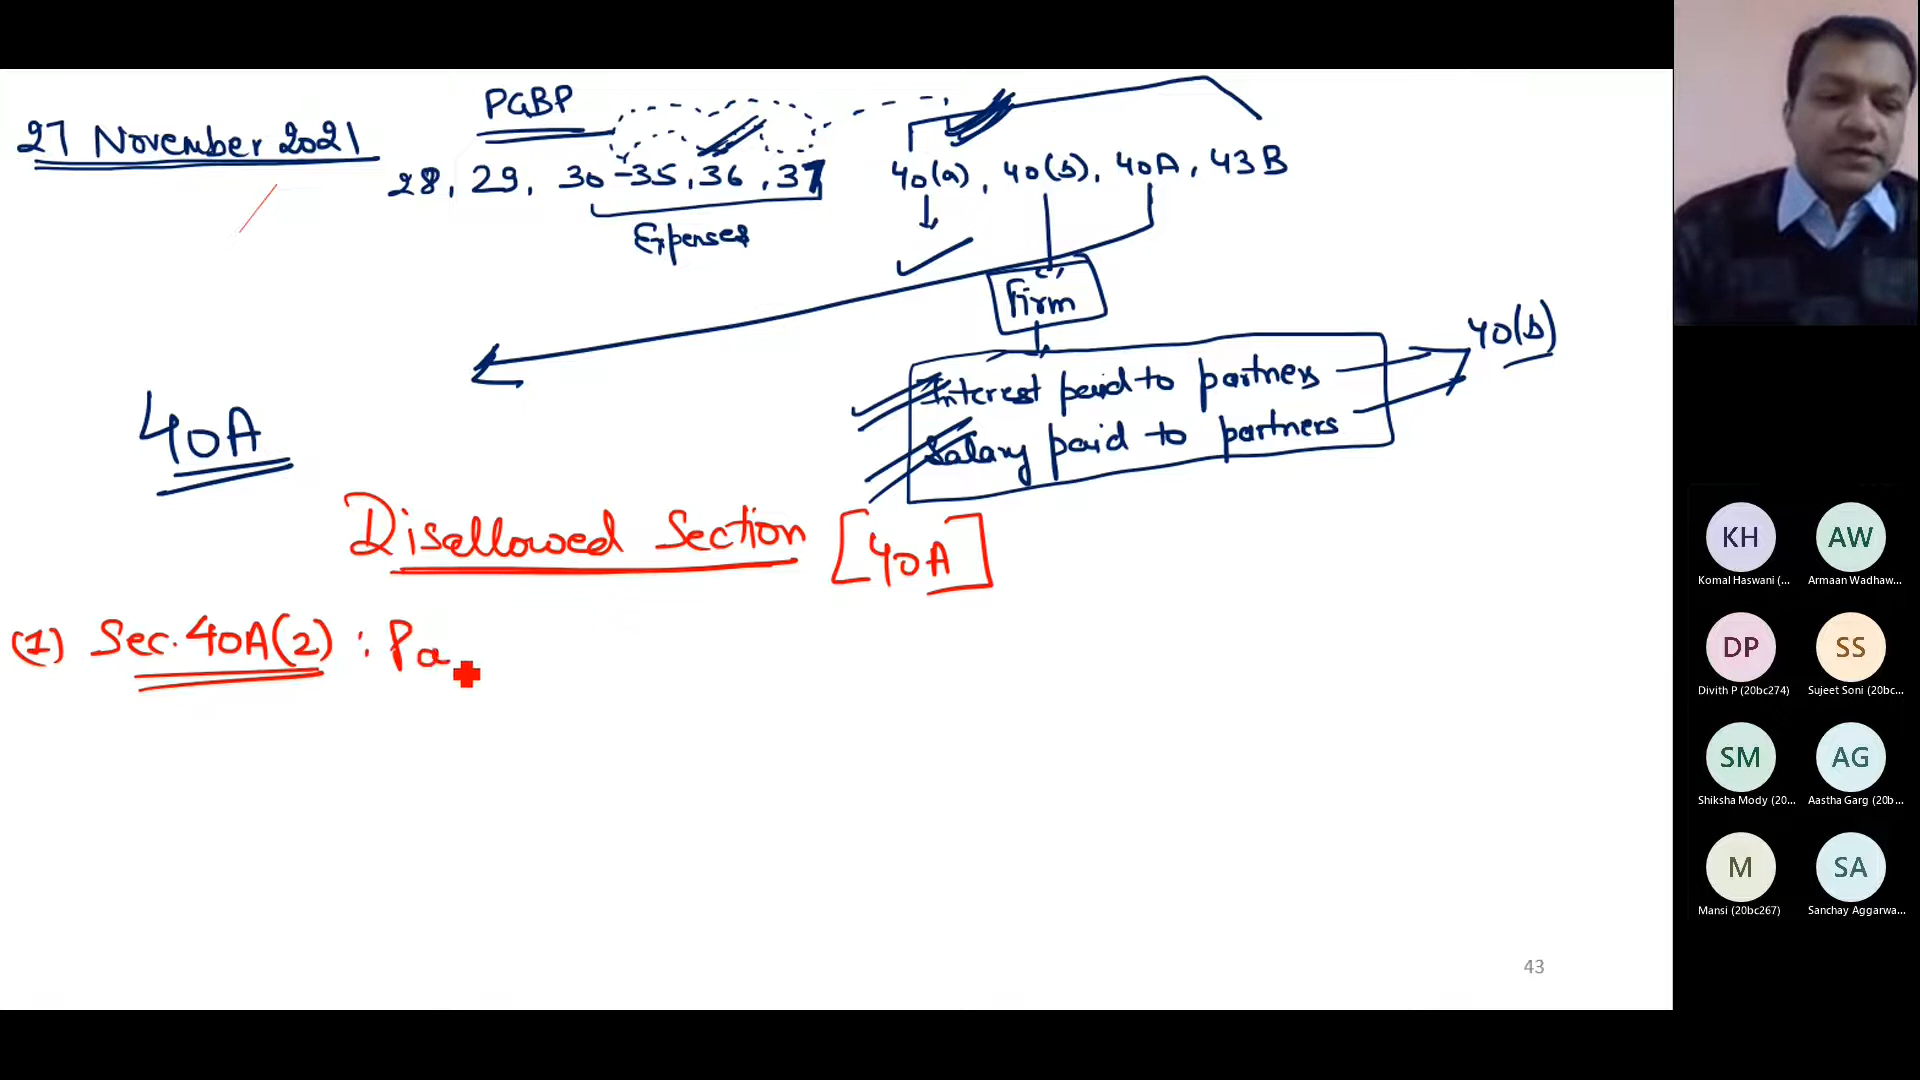 PGBP
27 November 2021
28, 29, 30-35, 36, 37 40(a), 40(b), 40A, 43B
Expenses
Firm
40(b)
Interest paid to partners
Salary paid to partners
40A
Disallowed Section [40A]
(1) Sec. 40A(2) : Pa
43
KH
Komal Haswani (...
AW
Armaan Wadhaw...
DP
Divith P (20bc274)
SS
Sujeet Soni (20bc...
SM
Shiksha Mody (20...
AG
Aastha Garg (20b...
M
Mansi (20bc267)
SA
Sanchay Aggarwa...